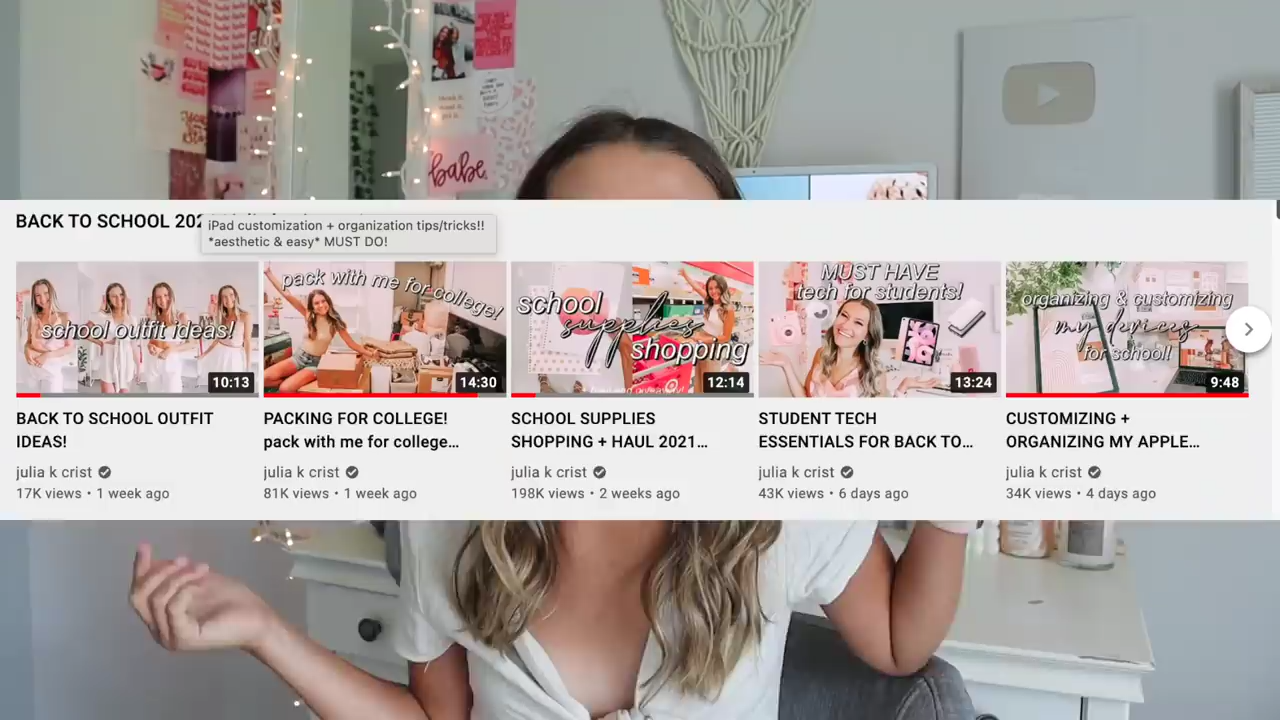 babe.
BACK TO SCHOOL 202
iPad customization + organization tips/tricks!!
*aesthetic & easy* MUST DO!
school outfit ideas!
10:13
pack with me for college!
14:30
school
supplies
shopping
12:14
MUST HAVE
tech for students!
13:24
organizing & customizing
my devices
for school!
9:48
BACK TO SCHOOL OUTFIT
IDEAS!
julia k crist
17K views • 1 week ago
PACKING FOR COLLEGE!
pack with me for college…
julia k crist
81K views • 1 week ago
SCHOOL SUPPLIES
SHOPPING + HAUL 2021…
julia k crist
198K views • 2 weeks ago
STUDENT TECH
ESSENTIALS FOR BACK TO…
julia k crist
43K views • 6 days ago
CUSTOMIZING +
ORGANIZING MY APPLE…
julia k crist
34K views • 4 days ago